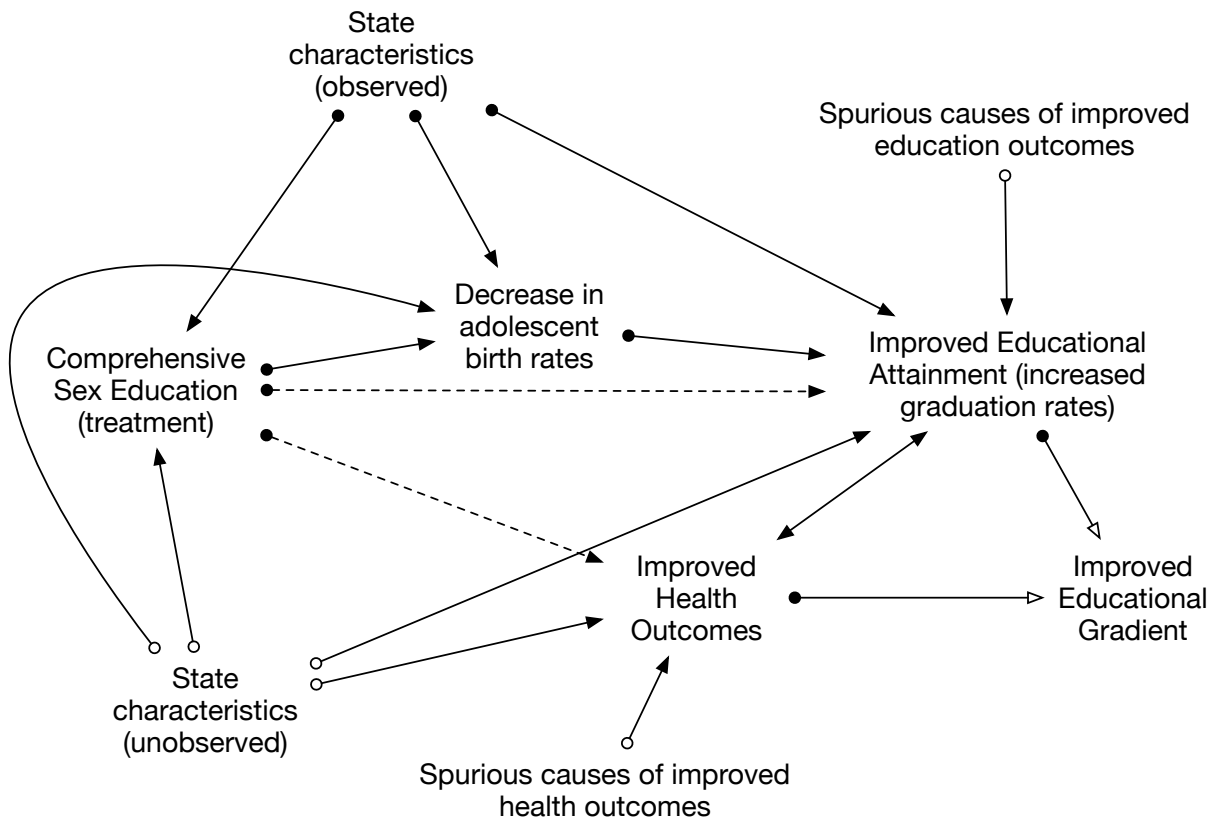 State
characteristics
(observed)
Spurious causes of improved
education outcomes
Decrease in
adolescent
birth rates
Improved Educational
Attainment (increased
graduation rates)
Comprehensive
Sex Education
(treatment)
Improved
Health
Outcomes
Improved
Educational
Gradient
State
characteristics
(unobserved)
Spurious causes of improved
health outcomes